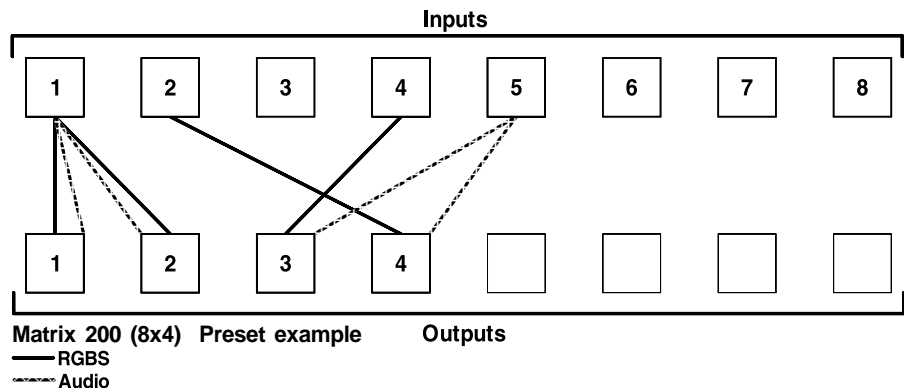 Inputs
1 2 3 4 5 6 7 8
1 2 3 4
Matrix 200 (8x4) Preset example Outputs
RGBS
Audio